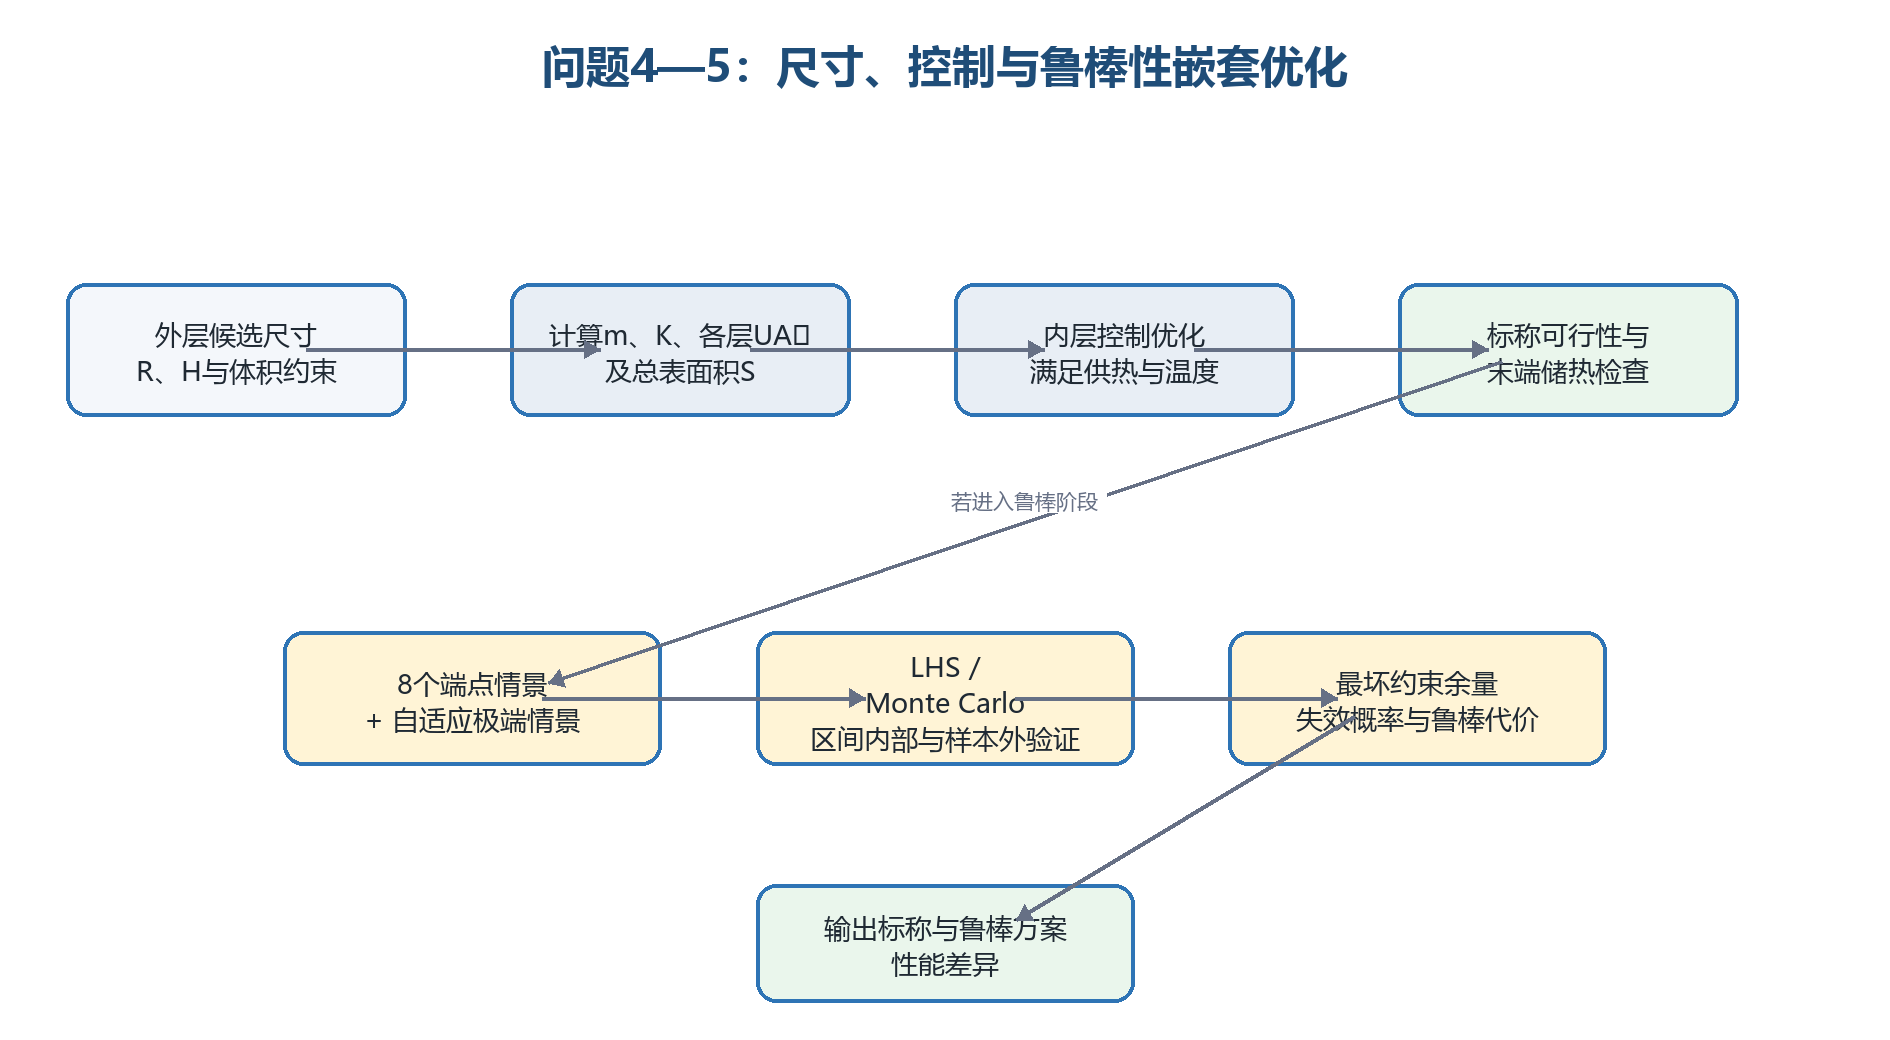 问题4—5：尺寸、控制与鲁棒性嵌套优化
外层候选尺寸
R、H与体积约束
计算m、K、各层UA▯
及总表面积S
内层控制优化
满足供热与温度
标称可行性与
末端储热检查
若进入鲁棒阶段
8个端点情景
+ 自适应极端情景
LHS /
Monte Carlo
区间内部与样本外验证
最坏约束余量
失效概率与鲁棒代价
输出标称与鲁棒方案
性能差异